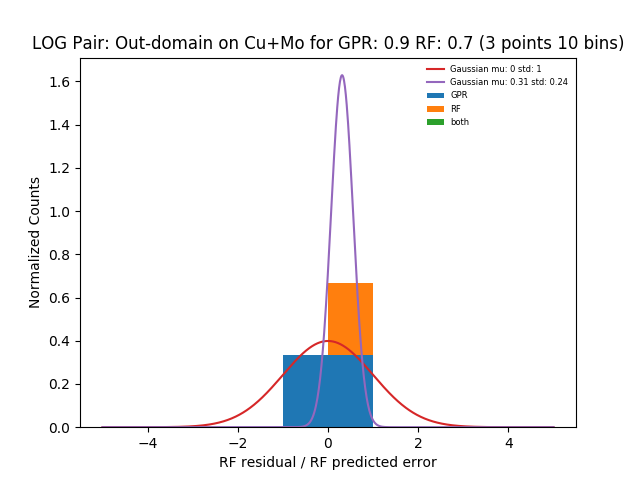 LOG Pair: Out-domain on Cu+Mo for GPR: 0.9 RF: 0.7 (3 points 10 bins)
Gaussian mu: 0 std: 1
Gaussian mu: 0.31 std: 0.24
GPR
RF
both
Normalized Counts
1.6
1.4
1.2
1.0
0.8
0.6
0.4
0.2
0.0
−4 −2 0 2 4
RF residual / RF predicted error